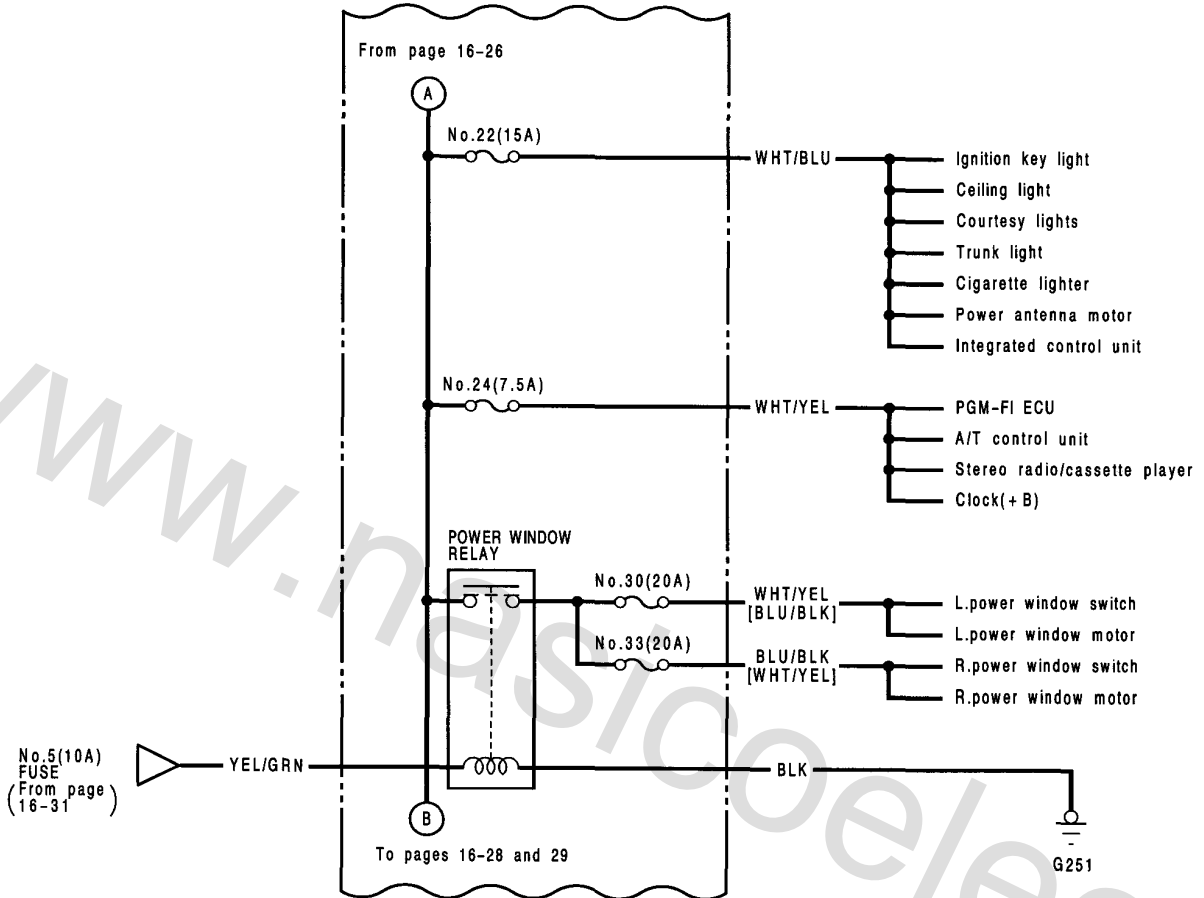 From page 16-26
A
No.22(15A)
WHT/BLU
Ignition key light
Ceiling light
Courtesy lights
Trunk light
Cigarette lighter
Power antenna motor
Integrated control unit
No.24(7.5A)
WHT/YEL
PGM-FI ECU
A/T control unit
Stereo radio/cassette player
Clock(+B)
POWER WINDOW
RELAY
No.30(20A)
WHT/YEL
[BLU/BLK]
L.power window switch
L.power window motor
No.33(20A)
BLU/BLK
[WHT/YEL]
R.power window switch
R.power window motor
No.5(10A)
FUSE
(From page
16-31)
YEL/GRN
BLK
B
G251
To pages 16-28 and 29
www.nasicoelec